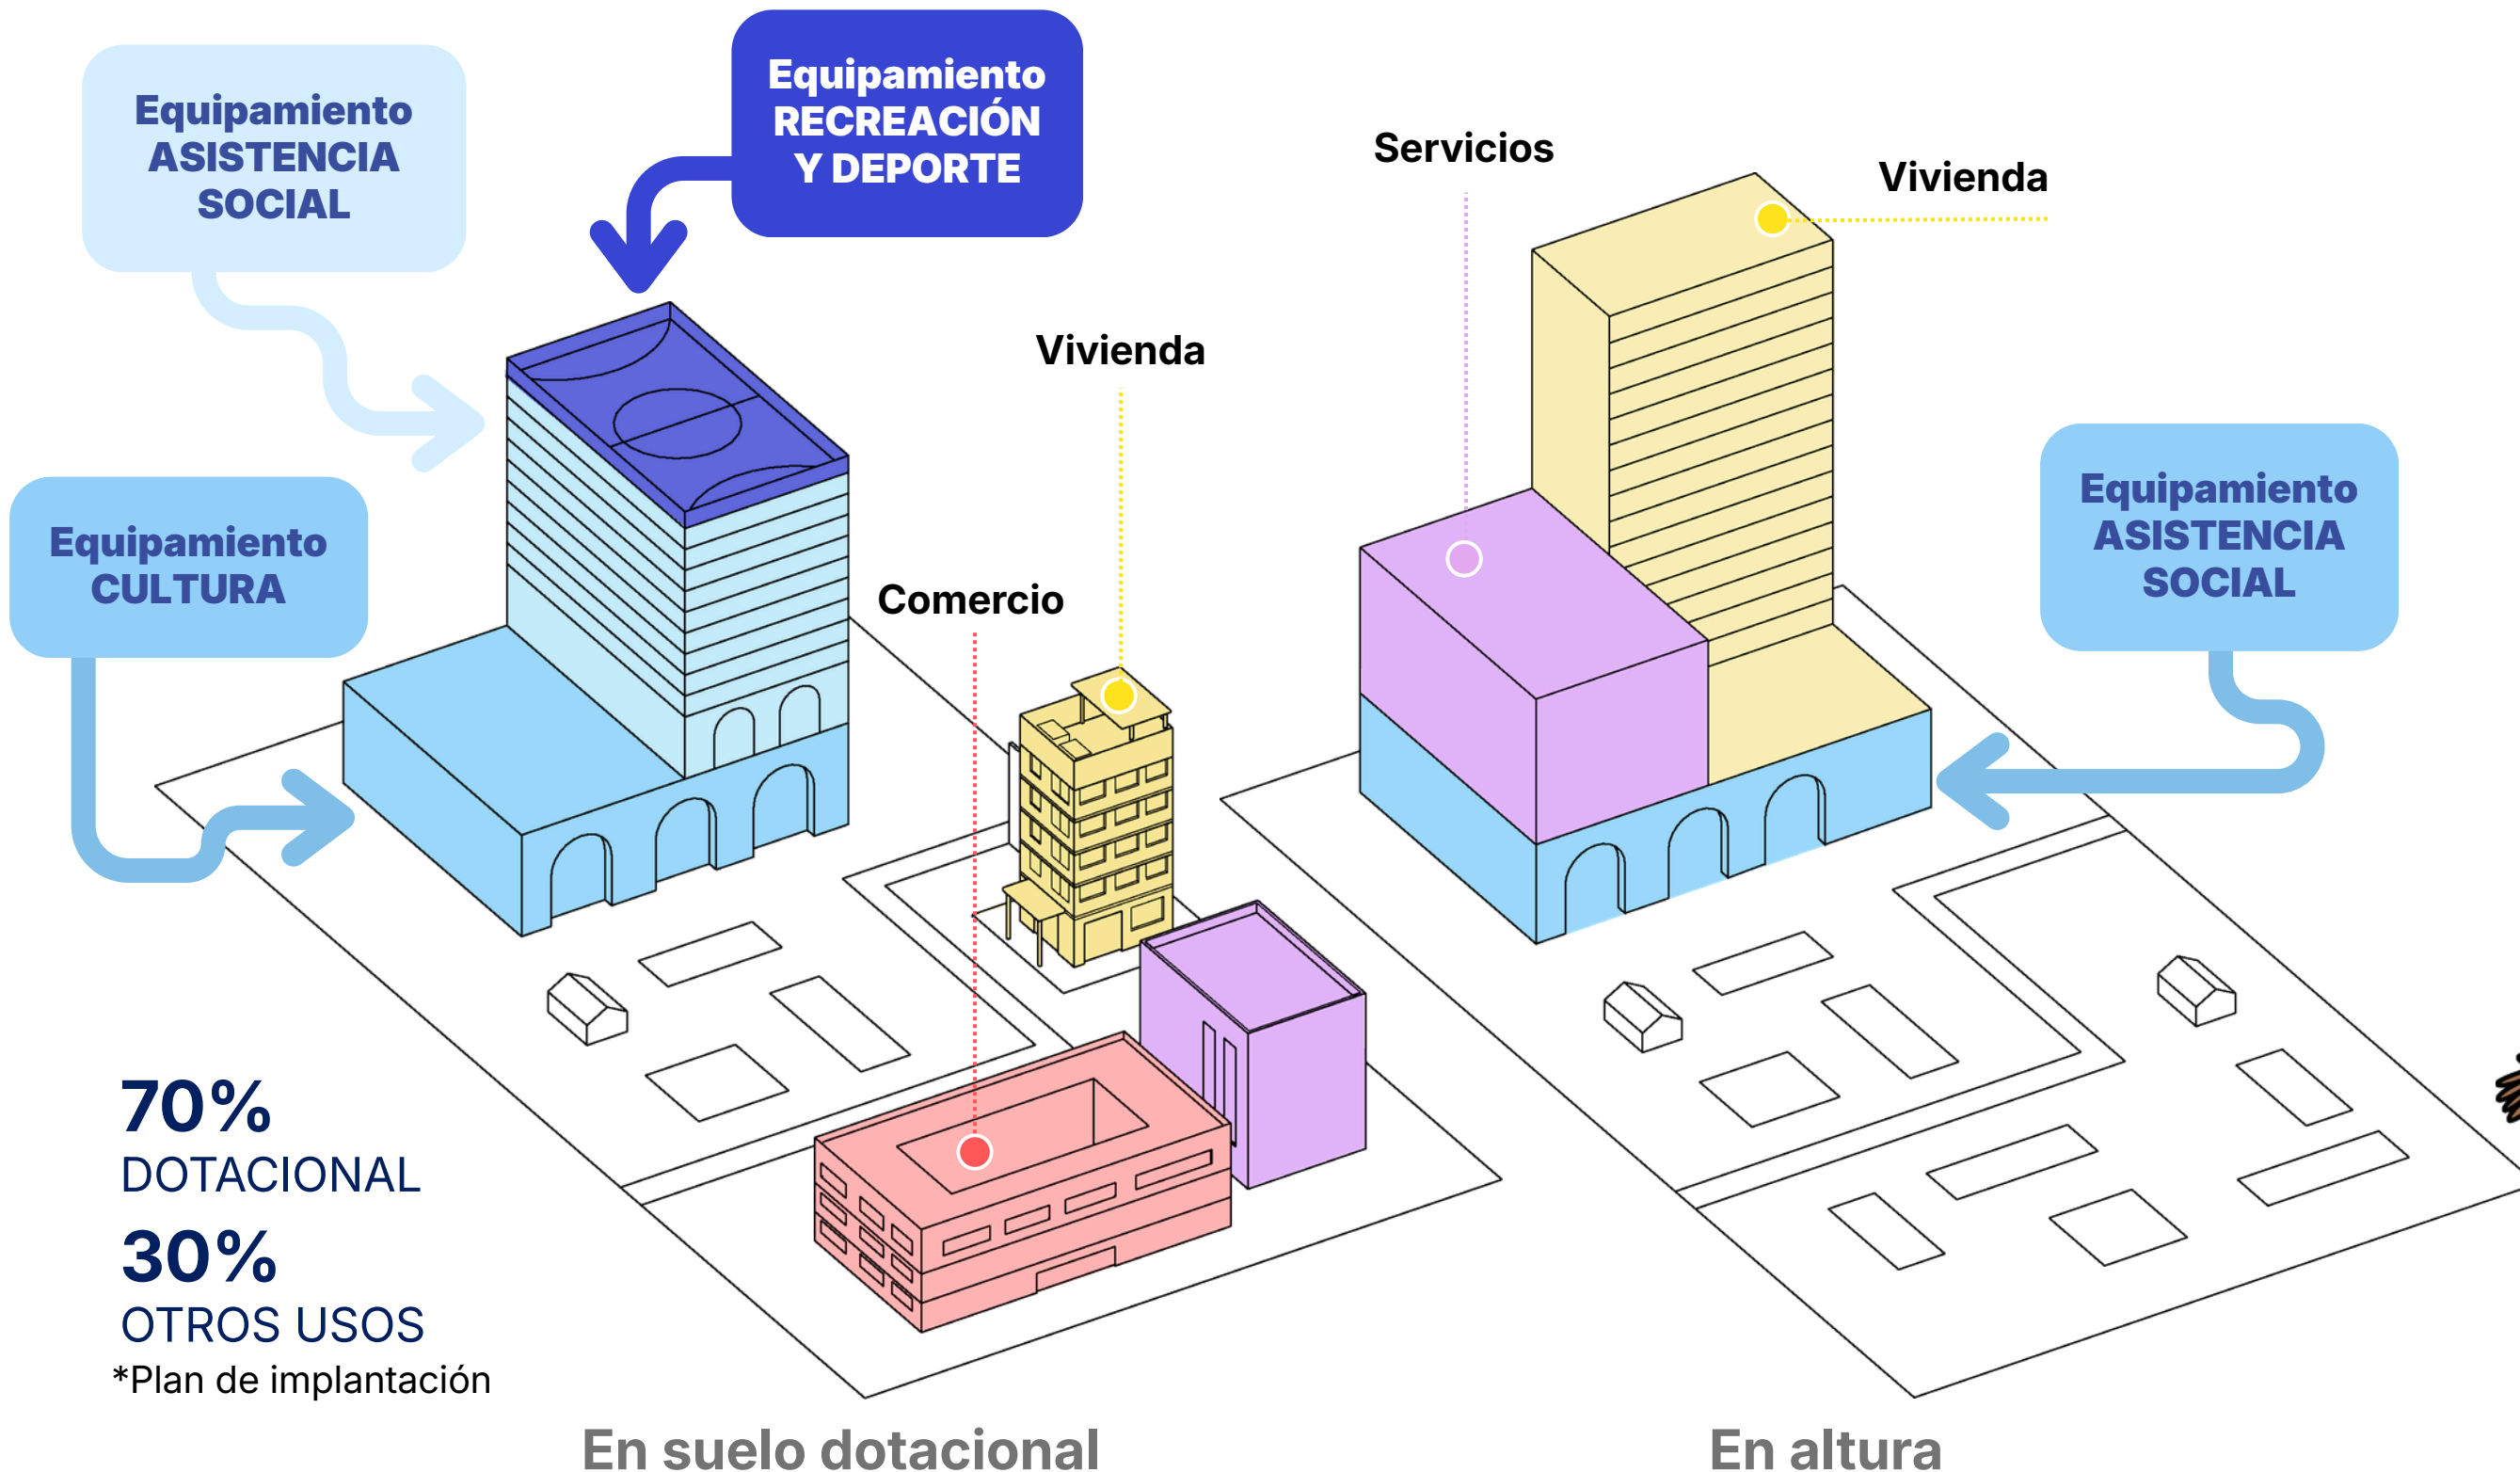 Equipamiento
ASISTENCIA
SOCIAL
Equipamiento
RECREACIÓN
Y DEPORTE
Servicios
Vivienda
Vivienda
Equipamiento
CULTURA
Equipamiento
ASISTENCIA
SOCIAL
Comercio
70%
DOTACIONAL
30%
OTROS USOS
*Plan de implantación
En suelo dotacional
En altura